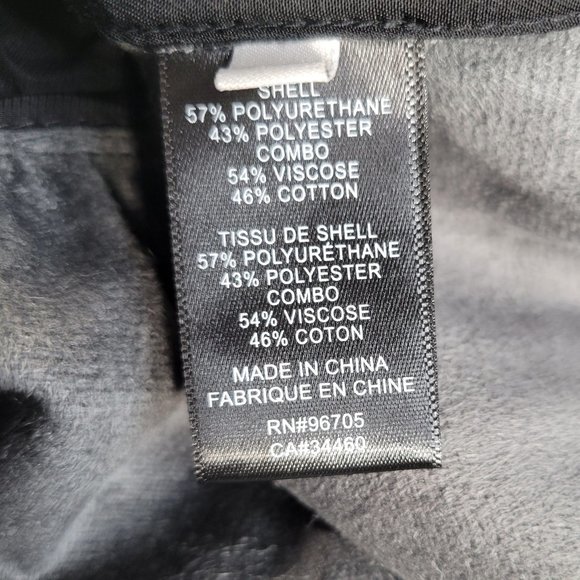 SHELL
57% POLYURETHANE
43% POLYESTER
COMBO
54% VISCOSE
46% COTTON
TISSU DE SHELL
57% POLYURÉTHANE
43% POLYESTER
COMBO
54% VISCOSE
46% COTON
MADE IN CHINA
FABRIQUE EN CHINE
RN#96705
CA#34460